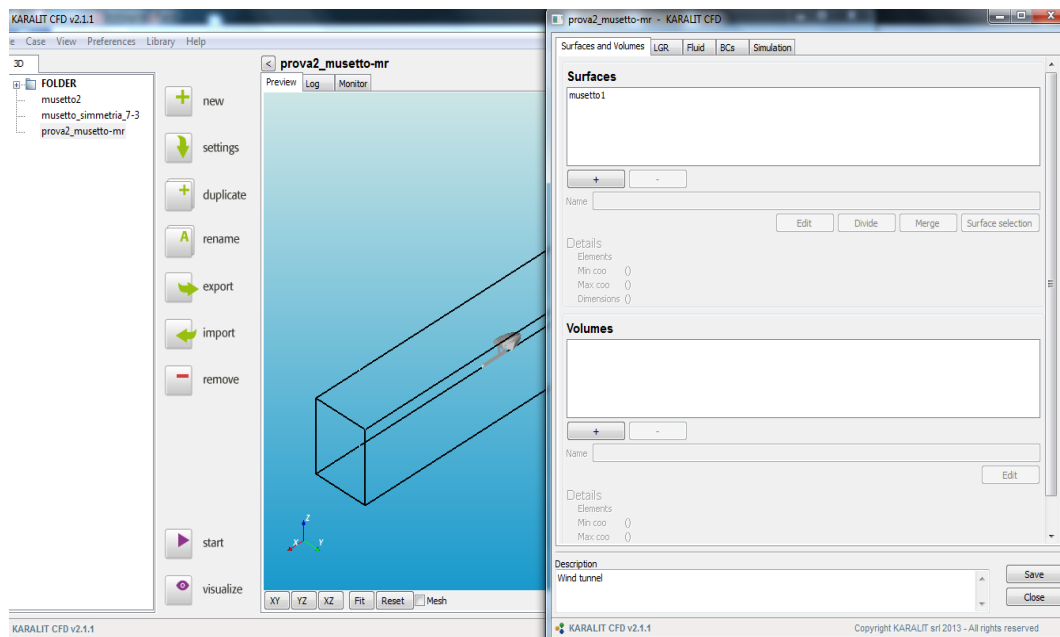 KARALIT CFD v2.1.1
Case View Preferences Library Help
3D
FOLDER
musetto2
musetto_simmetria_7-3
prova2_musetto-mr
new
settings
duplicate
rename
export
import
remove
start
visualize
< prova2_musetto-mr
Preview Log Monitor
Z
X Y
XY YZ XZ Fit Reset Mesh
KARALIT CFD v2.1.1
prova2_musetto-mr - KARALIT CFD
Surfaces and Volumes LGR Fluid BCs Simulation
Surfaces
musetto1
+ -
Name
Edit Divide Merge Surface selection
Details
Elements
Min coo ()
Max coo ()
Dimensions ()
Volumes
+ -
Name
Edit
Details
Elements
Min coo ()
Max coo ()
Description
Wind tunnel
Save
Close
KARALIT CFD v2.1.1 Copyright KARALIT srl 2013 - All rights reserved